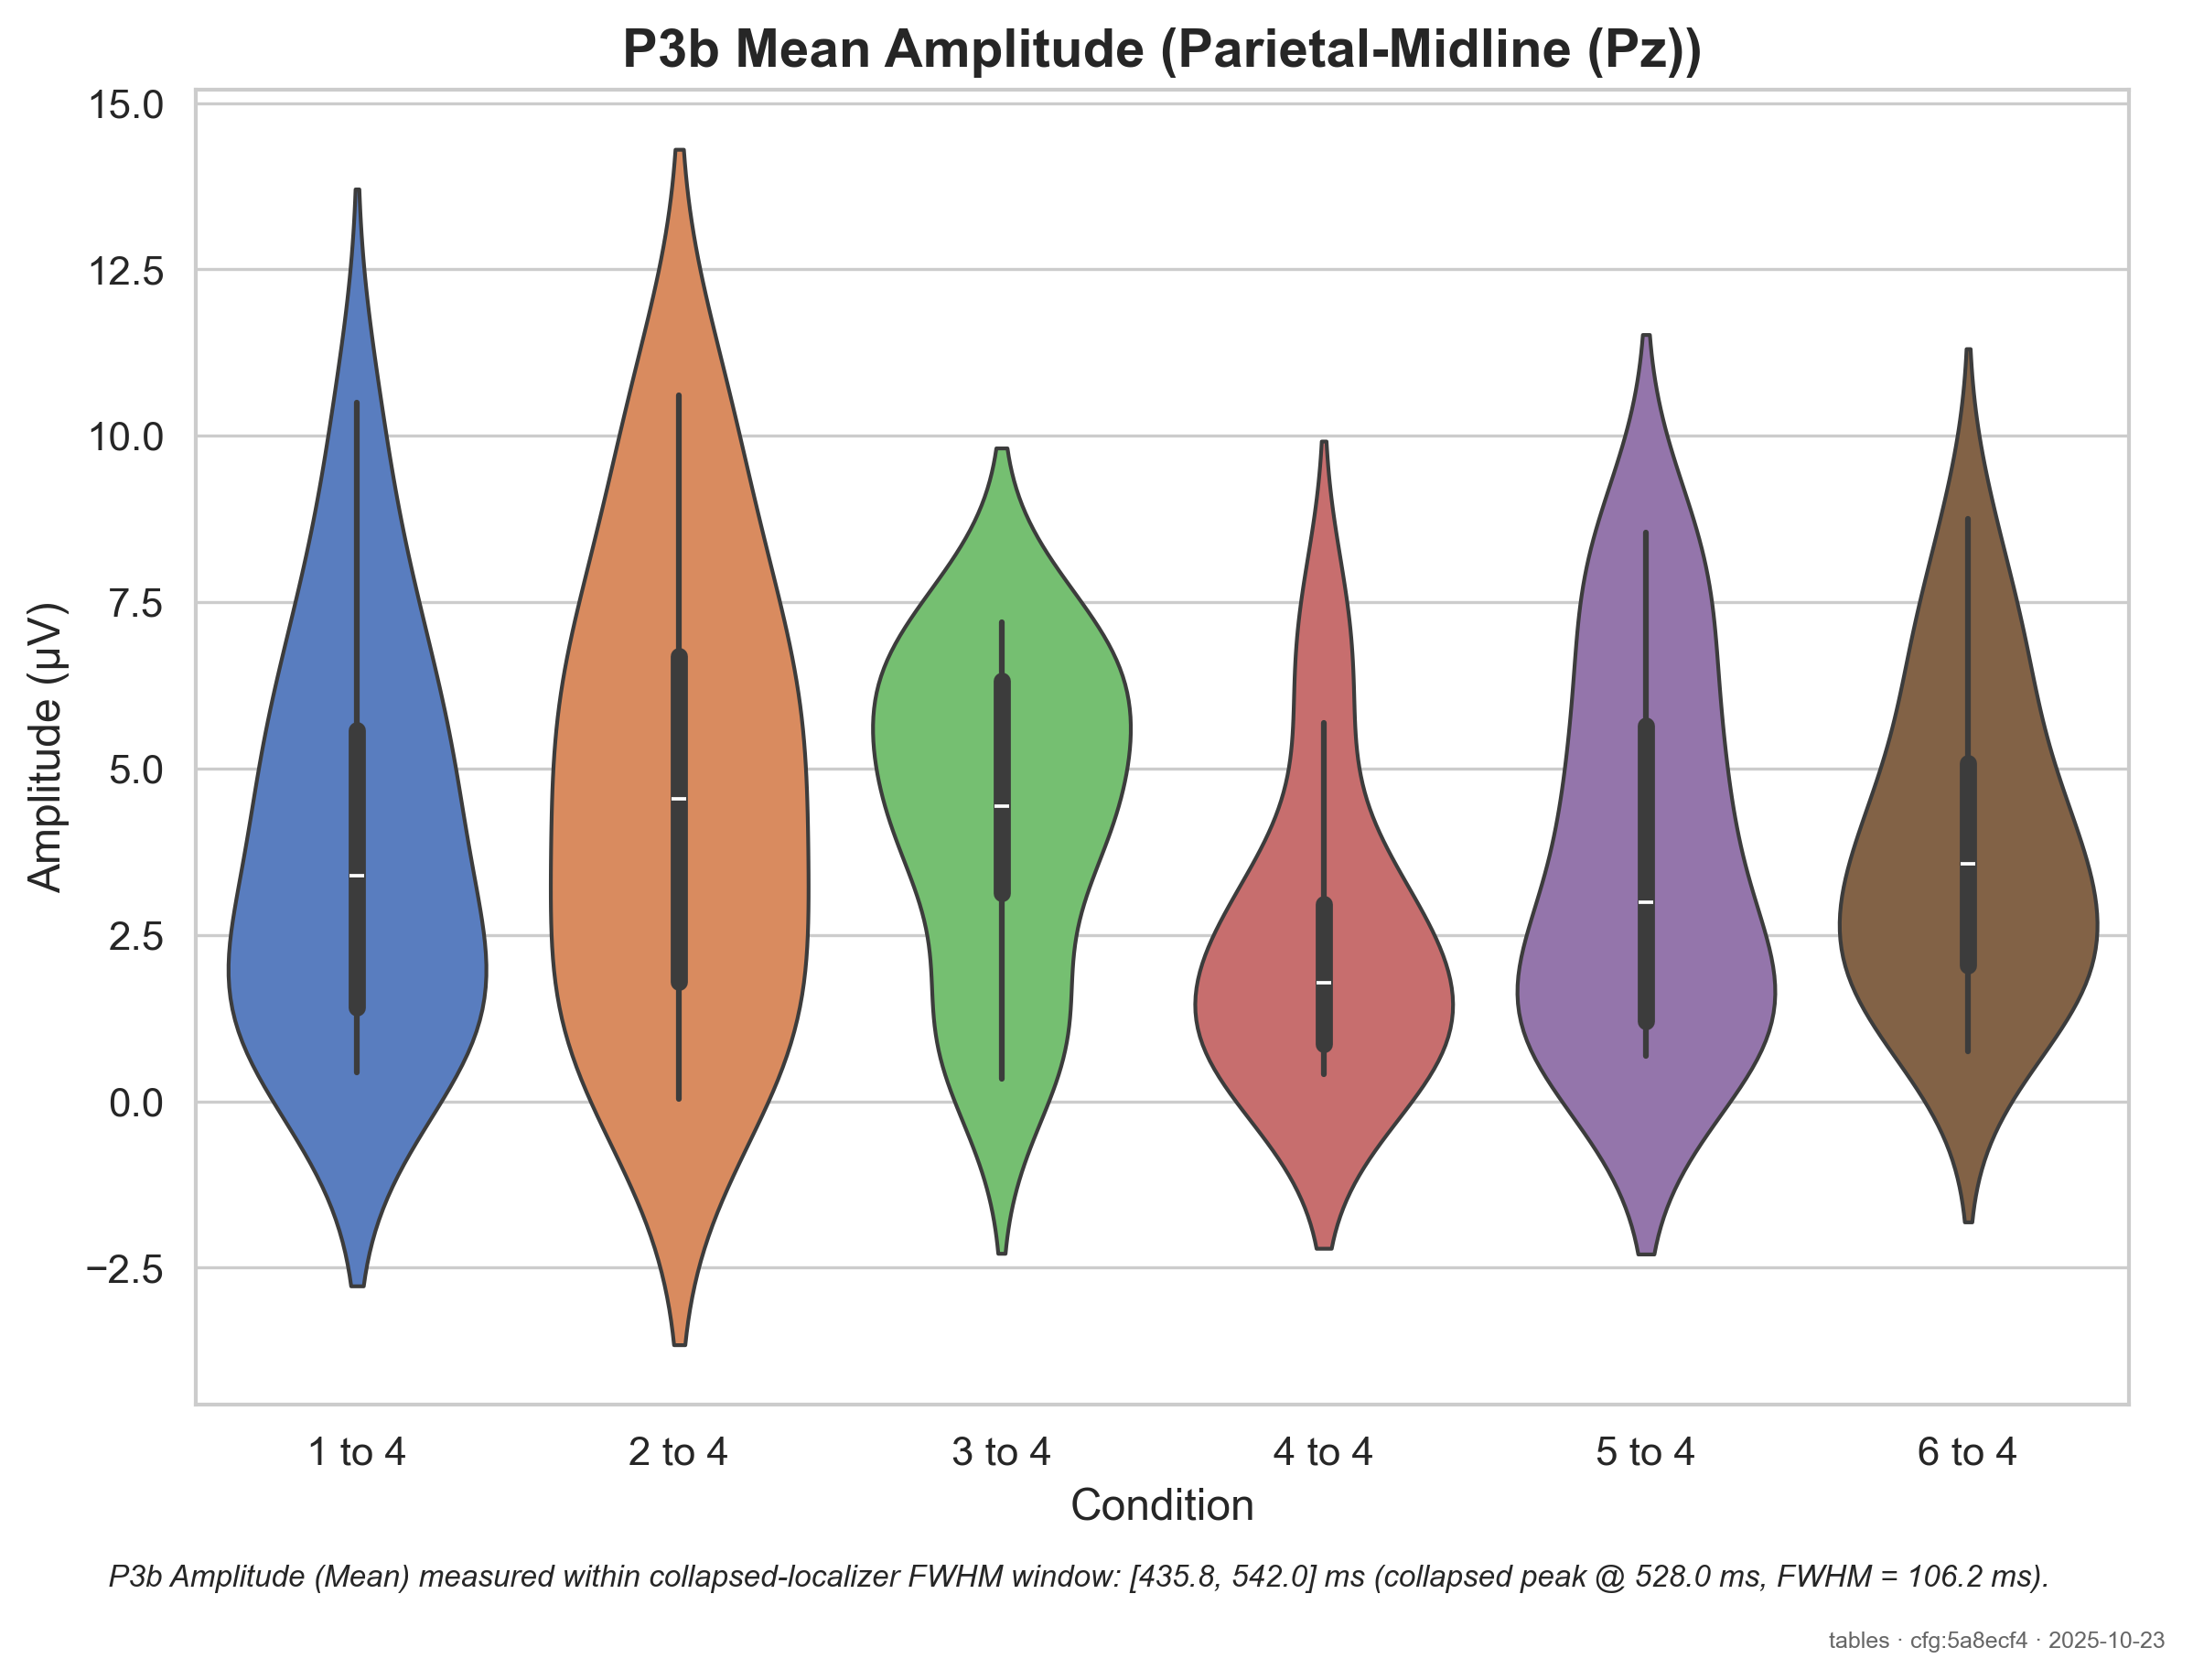 P3b Mean Amplitude (Parietal-Midline (Pz))
15.0
12.5
10.0
7.5
5.0
2.5
0.0
−2.5
Amplitude (µV)
1 to 4 2 to 4 3 to 4 4 to 4 5 to 4 6 to 4
Condition
P3b Amplitude (Mean) measured within collapsed-localizer FWHM window: [435.8, 542.0] ms (collapsed peak @ 528.0 ms, FWHM = 106.2 ms).
tables · cfg:5a8ecf4 · 2025-10-23